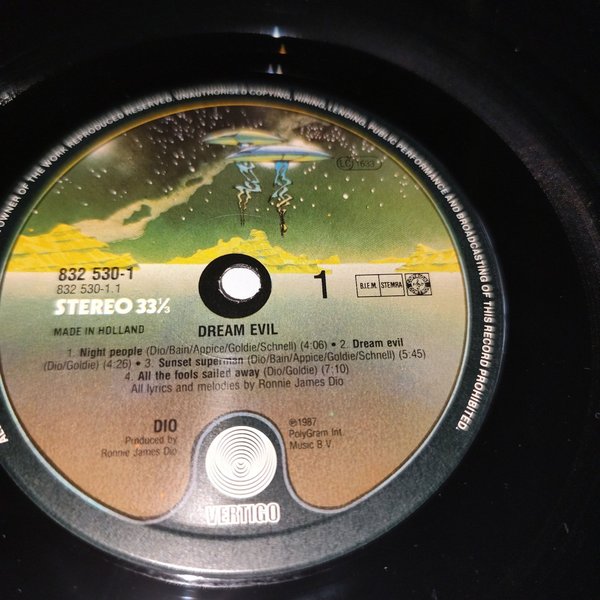 OWNER OF THE WORK REPRODUCED RESERVED. UNAUTHORISED COPYING, HIRING, LENDING, PUBLIC PERFORMANCE AND BROADCASTING OF THIS RECORD PROHIBITED.
LC 1633
832 530-1
832 530-1.1
STEREO 33⅓
1
B.I.E.M. STEMRA
MADE IN HOLLAND
DREAM EVIL
1. Night people (Dio/Bain/Appice/Goldie/Schnell) (4:06) • 2. Dream evil
(Dio/Goldie) (4:26) • 3. Sunset superman (Dio/Bain/Appice/Goldie/Schnell) (5:45)
4. All the fools sailed away (Dio/Goldie) (7:10)
All lyrics and melodies by Ronnie James Dio
DIO
Produced by
Ronnie James Dio
℗1987
PolyGram Int.
Music B.V.
VERTIGO